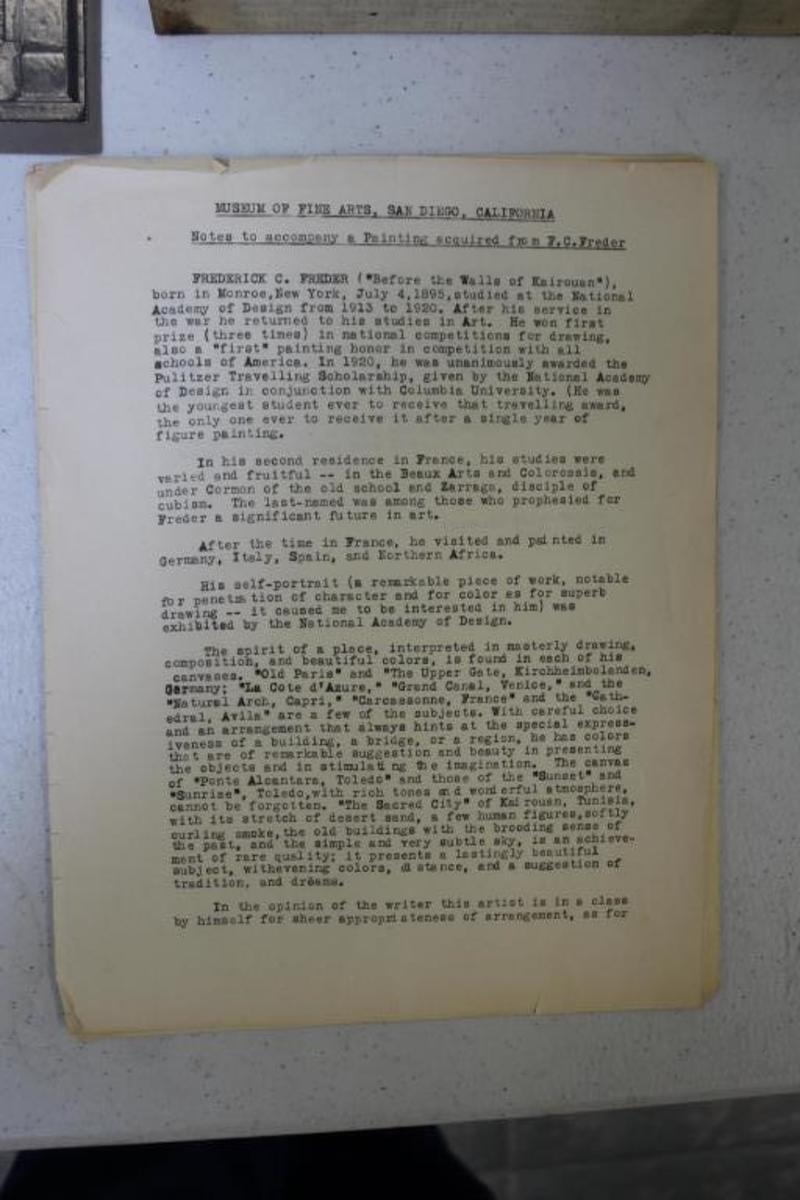 MUSEUM OF FINE ARTS, SAN DIEGO, CALIFORNIA
Notes to accompany a Painting acquired from F.C.Freder
FREDERICK C. FREDER ("Before the Walls of Kairouan"),
born in Monroe,New York, July 4,1895,studied at the National
Academy of Design from 1913 to 1920. After his service in
the war he returned to his studies in Art. He won first
prize (three times) in national competitions for drawing,
also a "first" painting honor in competition with all
schools of America. In 1920, he was unanimously awarded the
Pulitzer Travelling Scholarship, given by the National Academy
of Design in conjunction with Columbia University. (He was
the youngest student ever to receive that travelling award,
the only one ever to receive it after a single year of
figure painting.
In his second residence in France, his studies were
varied and fruitful -- in the Beaux Arts and Colorossis, and
under Cormon of the old school and Zarraga, disciple of
cubism. The last-named was among those who prophesied for
Freder a significant future in art.
After the time in France, he visited and painted in
Germany, Italy, Spain, and Northern Africa.
His self-portrait (a remarkable piece of work, notable
for penetration of character and for color as for superb
drawing -- it caused me to be interested in him) was
exhibited by the National Academy of Design.
The spirit of a place, interpreted in masterly drawing,
composition, and beautiful colors, is found in each of his
canvases. "Old Paris" and "The Upper Gate, Kirchheimbolanden,
Germany; "La Cote d'Azure," "Grand Canal, Venice," and the
"Natural Arch, Capri," "Carcassonne, France" and the "Cath-
edral, Avila" are a few of the subjects. With careful choice
and an arrangement that always hints at the special express-
iveness of a building, a bridge, or a region, he has colors
that are of remarkable suggestion and beauty in presenting
the objects and in stimulating the imagination. The canvas
of "Ponte Alcantara, Toledo" and those of the "Sunset" and
"Sunrise", Toledo,with rich tones and wonderful atmosphere,
cannot be forgotten. "The Sacred City" of Kairouan, Tunisia,
with its stretch of desert sand, a few human figures,softly
curling smoke,the old buildings with the brooding sense of
the past, and the simple and very subtle sky, is an achieve-
ment of rare quality; it presents a lastingly beautiful
subject, withevening colors, distance, and a suggestion of
tradition, and dreams.
In the opinion of the writer this artist is in a class
by himself for sheer appropriateness of arrangement, as for